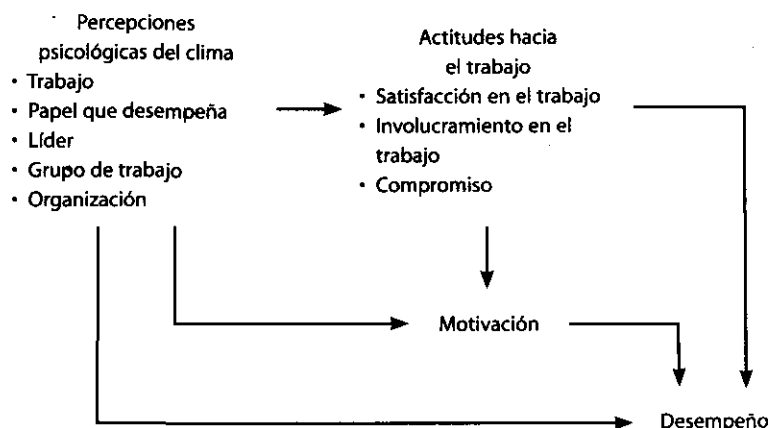 Percepciones
psicológicas del clima
• Trabajo
• Papel que desempeña
• Líder
• Grupo de trabajo
• Organización
Actitudes hacia
el trabajo
• Satisfacción en el trabajo
• Involucramiento en el
trabajo
• Compromiso
Motivación
Desempeño